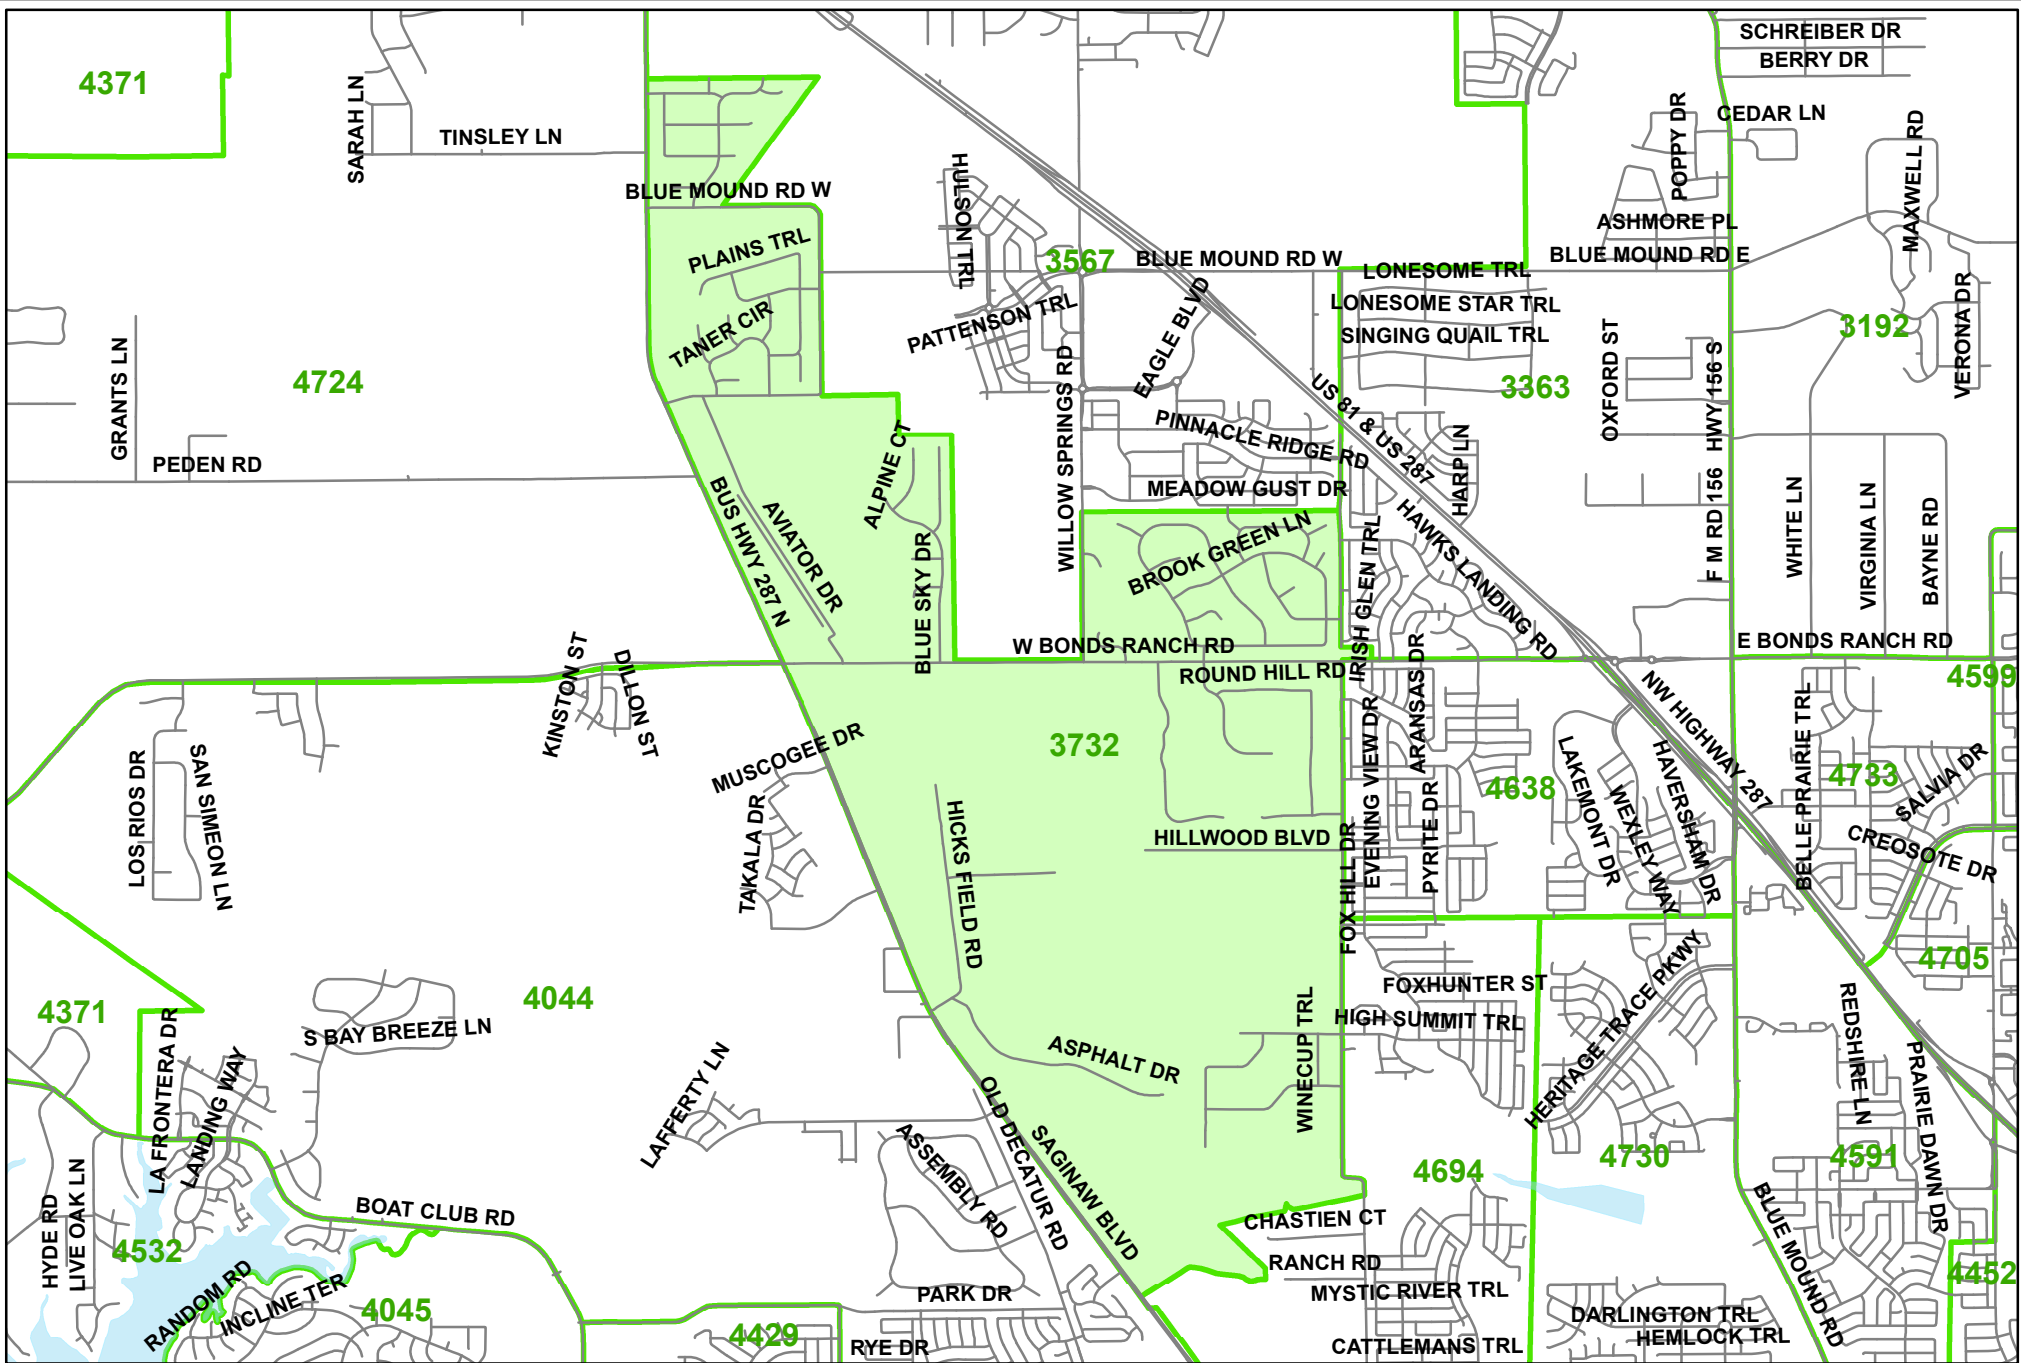 SCHREIBER DR
BERRY DR
4371
SARAH LN
TINSLEY LN
POPPY DR
CEDAR LN
MAXWELL RD
BLUE MOUND RD W
HULSON TRL
ASHMORE PL
PLAINS TRL
3567
BLUE MOUND RD W
BLUE MOUND RD E
LONESOME TRL
LONESOME STAR TRL
SINGING QUAIL TRL
PATTENSON TRL
EAGLE BLVD
TANER CIR
3192
VERONA DR
GRANTS LN
4724
WILLOW SPRINGS RD
US 81 & US 287
3363
OXFORD ST
F M RD 156 HWY 156 S
PINNACLE RIDGE RD
ALPINE CT
HARP LN
PEDEN RD
MEADOW GUST DR
BUS HWY 287 N
AVIATOR DR
HAWKS LANDING RD
WHITE LN
VIRGINIA LN
BAYNE RD
BROOK GREEN LN
IRISH GLEN TRL
BLUE SKY DR
W BONDS RANCH RD
E BONDS RANCH RD
ROUND HILL RD
KINSTON ST
DILLON ST
ARANSAS DR
4599
NW HIGHWAY 287
BELLE PRAIRIE TRL
LOS RIOS DR
SAN SIMEON LN
MUSCOGEE DR
3732
EVENING VIEW DR
LAKEMONT DR
HAVERSHAM DR
4638
WEXLEY WAY
4733
SALVIA DR
TAKALA DR
HICKS FIELD RD
HILLWOOD BLVD
FOX HILL DR
PYRITE DR
CREOSOTE DR
4705
4371
4044
S BAY BREEZE LN
FOXHUNTER ST
HIGH SUMMIT TRL
HERITAGE TRACE PKWY
REDSHIRE LN
LA FRONTERA DR
LANDING WAY
LAFFERTY LN
ASPHALT DR
WINECUP TRL
PRAIRIE DAWN DR
OLD DECATUR RD
SAGINAW BLVD
ASSEMBLY RD
4694
4730
4591
HYDE RD
LIVE OAK LN
BOAT CLUB RD
CHASTIEN CT
BLUE MOUND RD
4532
RANCH RD
4452
RANDOM RD
INCLINE TER
4045
PARK DR
MYSTIC RIVER TRL
DARLINGTON TRL
4429
RYE DR
CATTLEMANS TRL
HEMLOCK TRL